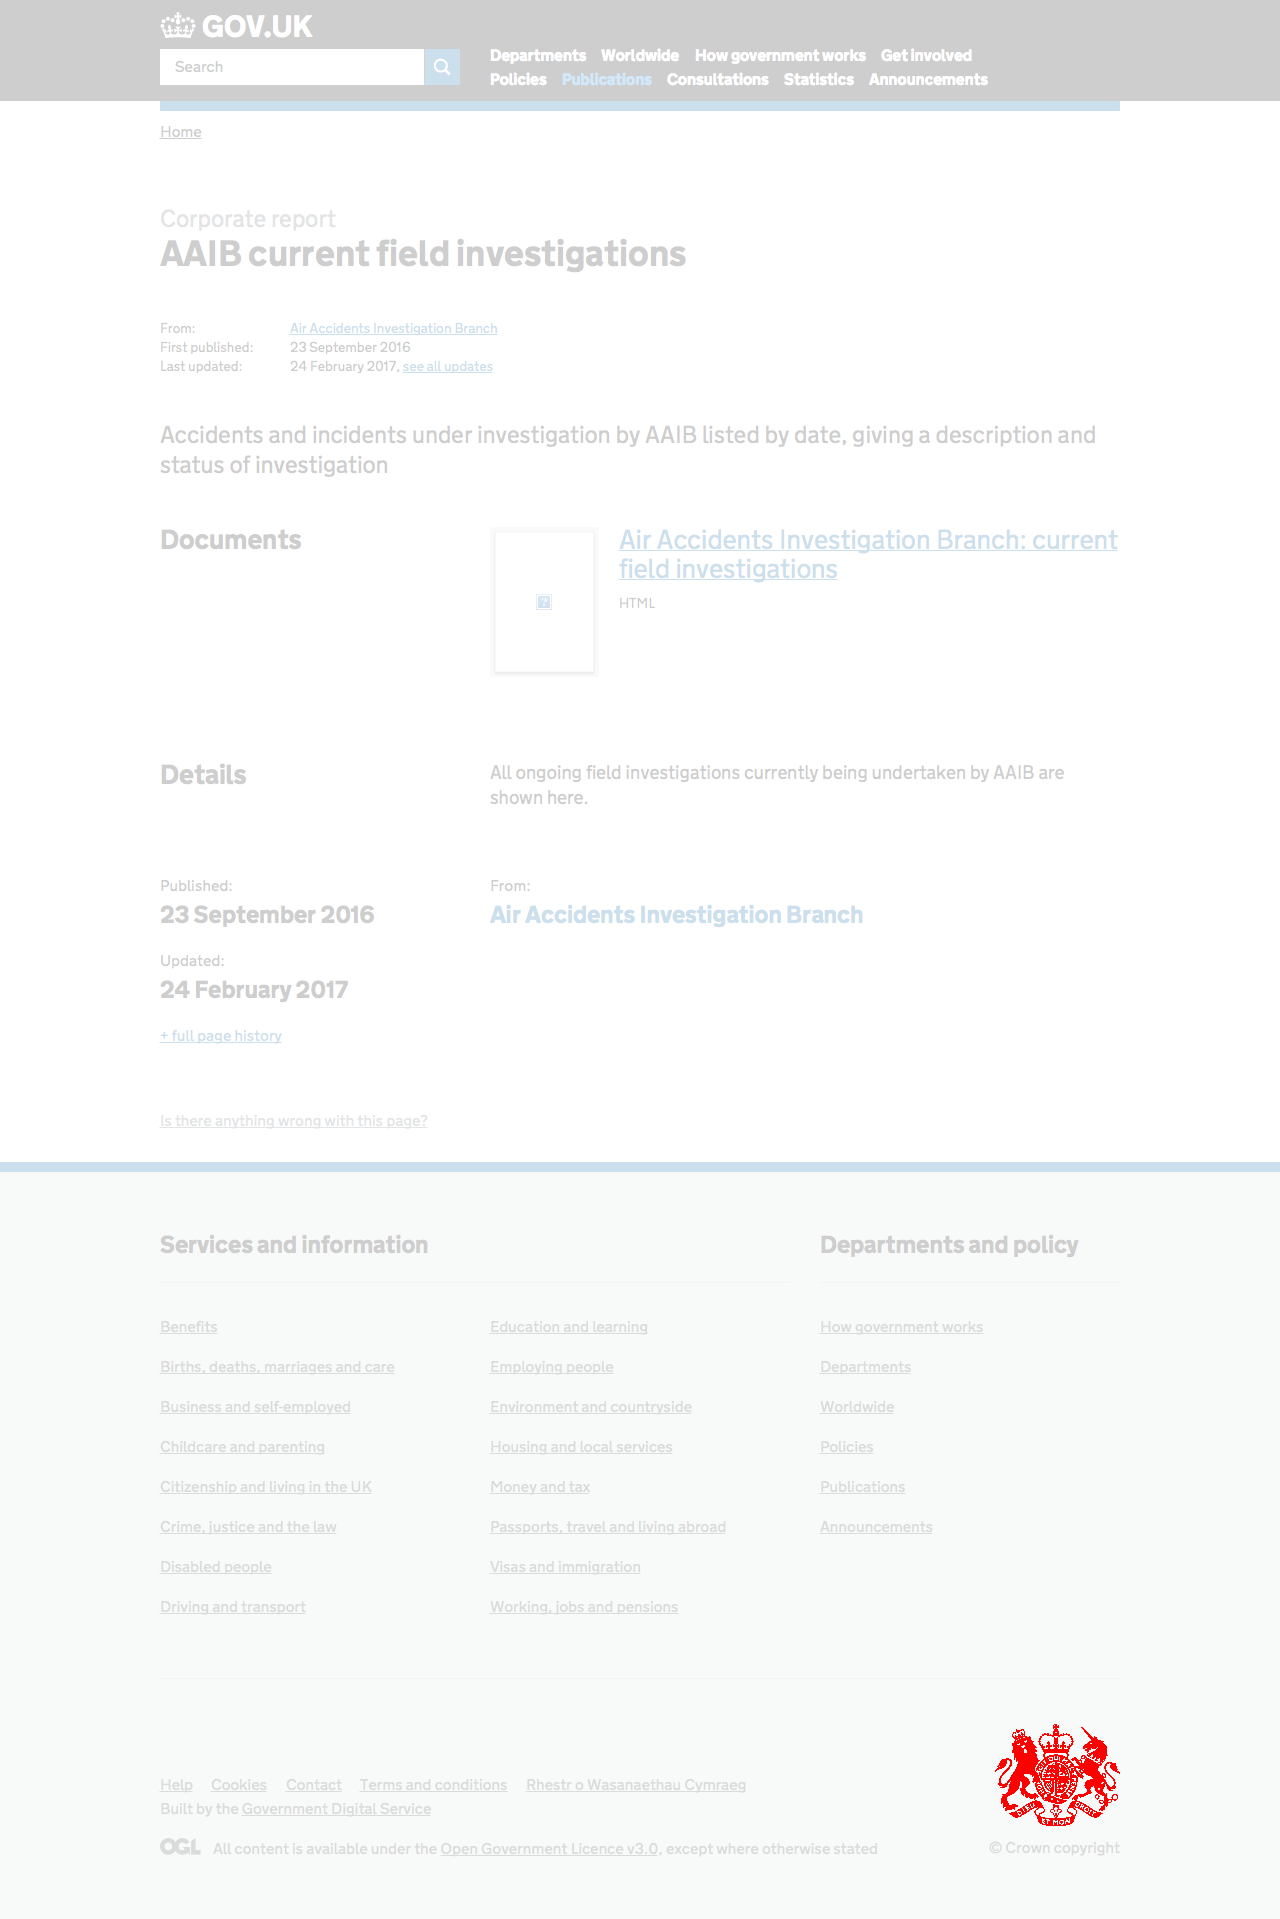 GOV.UK
Search
Departments Worldwide How government works Get involved
Policies Publications Consultations Statistics Announcements
Home
Corporate report
AAIB current field investigations
From: Air Accidents Investigation Branch
First published: 23 September 2016
Last updated: 24 February 2017, see all updates
Accidents and incidents under investigation by AAIB listed by date, giving a description and
status of investigation
Documents
Air Accidents Investigation Branch: current
field investigations
HTML
Details
All ongoing field investigations currently being undertaken by AAIB are
shown here.
Published:
23 September 2016
From:
Air Accidents Investigation Branch
Updated:
24 February 2017
+ full page history
Is there anything wrong with this page?
Services and information
Benefits
Births, deaths, marriages and care
Business and self-employed
Childcare and parenting
Citizenship and living in the UK
Crime, justice and the law
Disabled people
Driving and transport
Education and learning
Employing people
Environment and countryside
Housing and local services
Money and tax
Passports, travel and living abroad
Visas and immigration
Working, jobs and pensions
Departments and policy
How government works
Departments
Worldwide
Policies
Publications
Announcements
Help Cookies Contact Terms and conditions Rhestr o Wasanaethau Cymraeg
Built by the Government Digital Service
OGL All content is available under the Open Government Licence v3.0, except where otherwise stated
ET MON
© Crown copyright